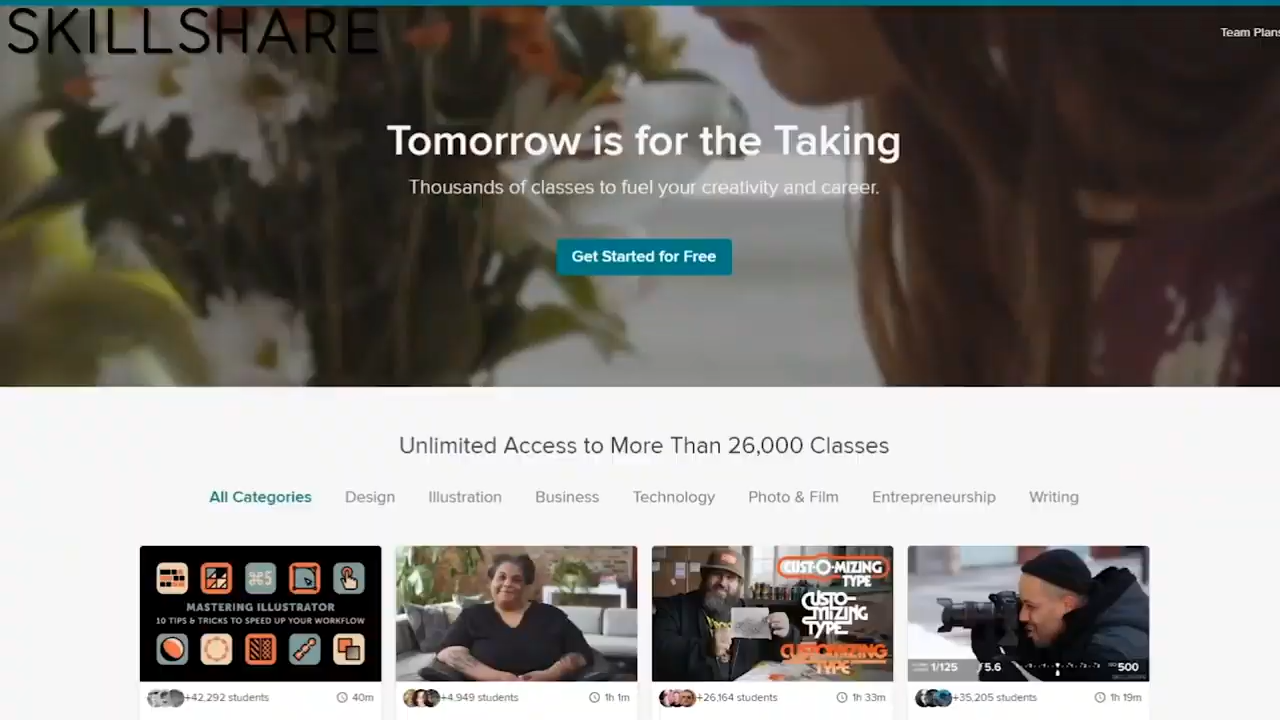 SKILLSHARE
Team Plans
Tomorrow is for the Taking
Thousands of classes to fuel your creativity and career.
Get Started for Free
Unlimited Access to More Than 26,000 Classes
All Categories Design Illustration Business Technology Photo & Film Entrepreneurship Writing
MASTERING ILLUSTRATOR
10 TIPS & TRICKS TO SPEED UP YOUR WORKFLOW
CUST-O-MIZING
TYPE
CUSTO-
MIZING
TYPE
CUSTOMIZING
TYPE
1/125 / 5.6 500
SKILLSHARE
+42,292 students 40m
+4,949 students 1h 1m
+26,164 students 1h 33m
+35,205 students 1h 19m